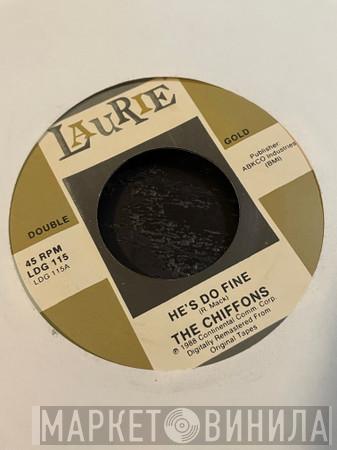 LAURIE
DOUBLE
GOLD
45 RPM
LDG 115
LDG 115A
Publisher
ABKCO Industries
(BMI)
HE'S DO FINE
(R. Mack)
THE CHIFFONS
℗ 1988 Continental Comm. Corp.
Digitally Remastered From
Original Tapes
МАРКЕТ ВИНИЛА